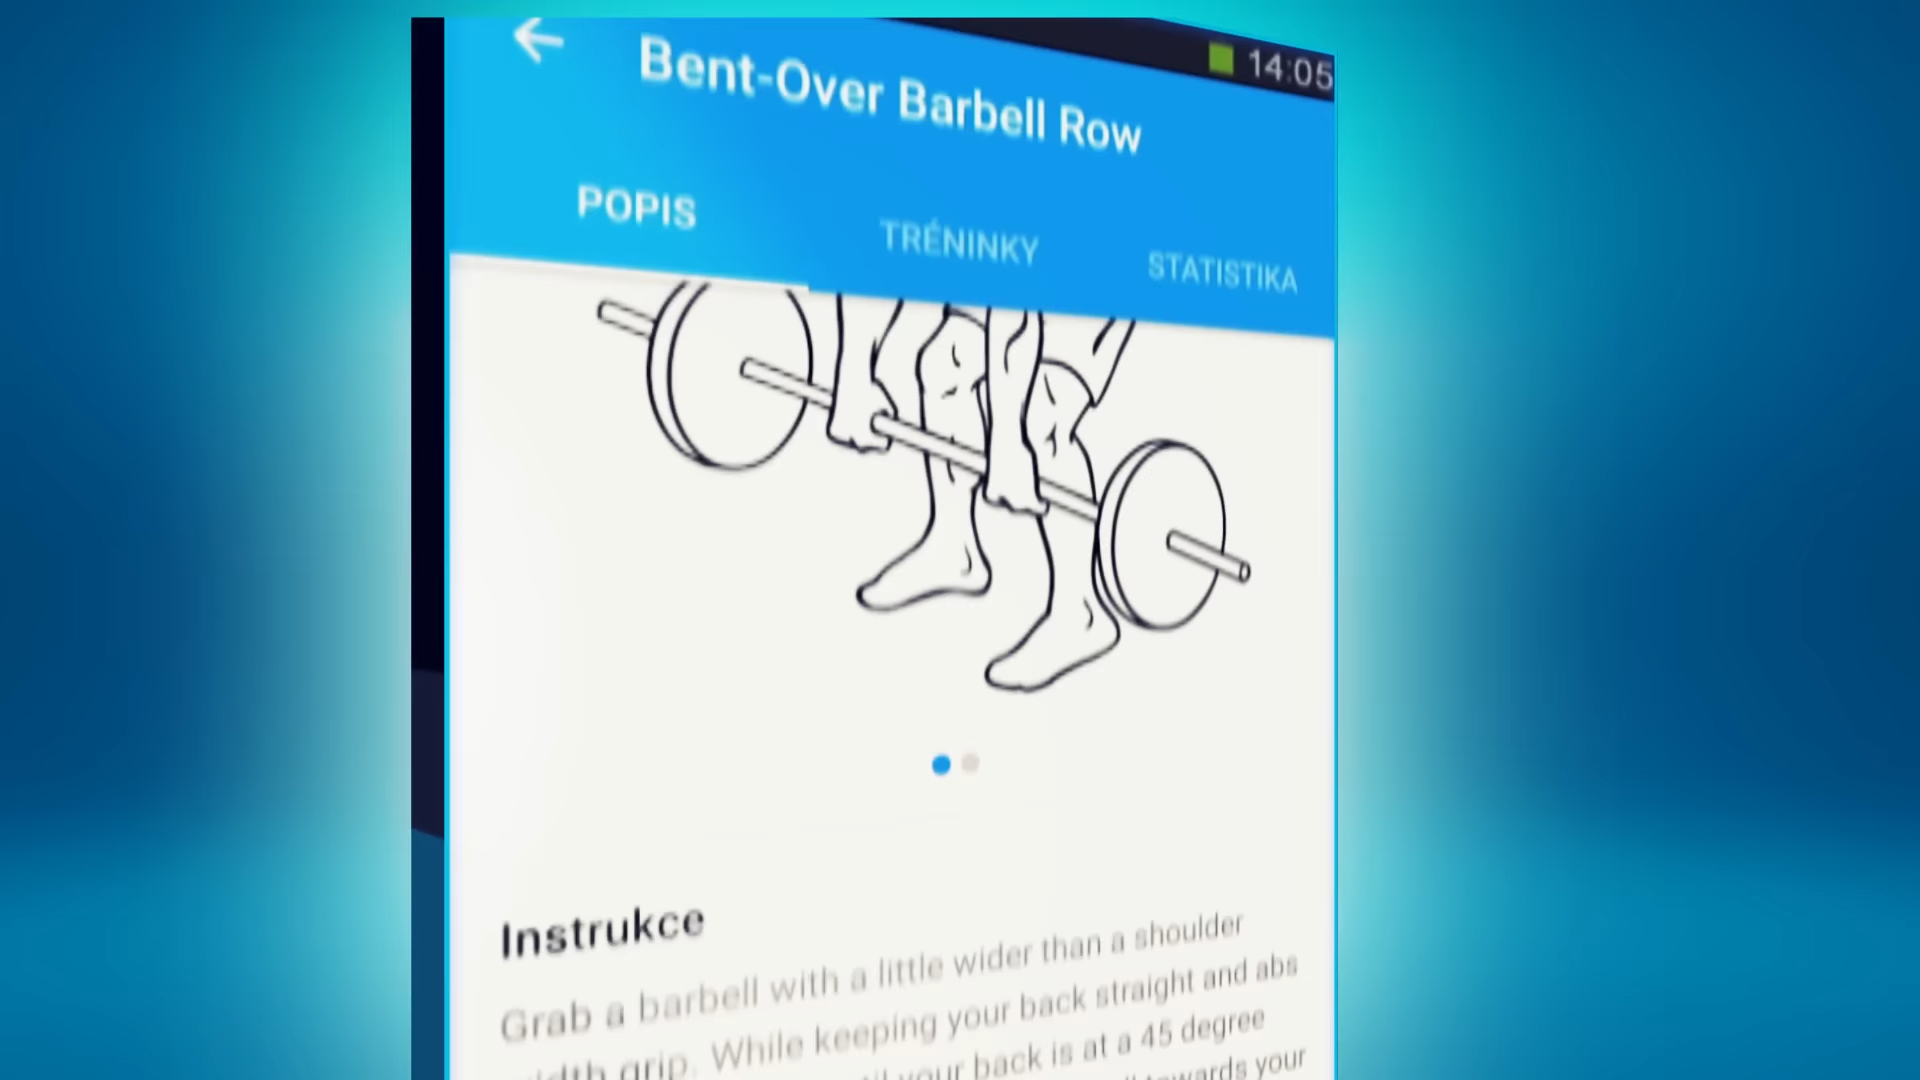 14:05
Bent-Over Barbell Row
POPIS TRÉNINKY STATISTIKA
Instrukce
Grab a barbell with a little wider than a shoulder
width grip. While keeping your back straight and abs
your back is at a 45 degree
towards your